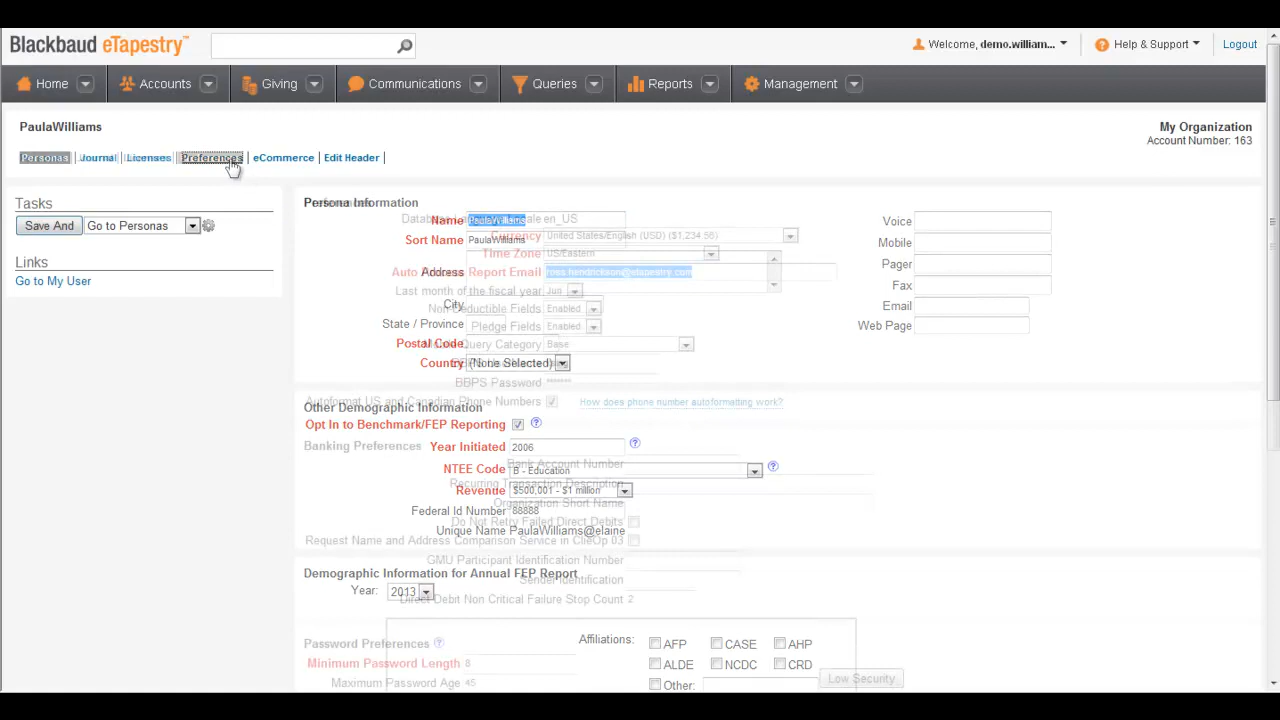 Blackbaud eTapestry™
Welcome, demo.william...
Help & Support
Logout
Home
Accounts
Giving
Communications
Queries
Reports
Management
PaulaWilliams
My Organization
Account Number: 163
Personas | Journal | Licenses | Preferences | eCommerce | Edit Header |
Tasks
Save And Go to Personas
Links
Go to My User
Persona Information
Name PaulaWilliams
Sort Name PaulaWilliams
Address
City
State / Province
Postal Code
Country (None Selected)
Voice
Mobile
Pager
Fax
Email
Web Page
en_US
Currency United States/English (USD) ($1,234.56)
Time Zone US/Eastern
Auto Report Email ross.hendrickson@etapestry.com
Last month of the fiscal year Jun
Non-Deductible Fields Enabled
Pledge Fields Enabled
Query Category Base
BBPS Password *******
Autoformat US and Canadian Phone Numbers How does phone number autoformatting work?
Other Demographic Information
Opt In to Benchmark/FEP Reporting
Banking Preferences
Year Initiated 2006
Bank Account Number
NTEE Code B - Education
Recurring Transaction Description
Revenue $500,001 - $1 million
Organization Short Name
Federal Id Number 88888
Do Not Retry Failed Direct Debits
Unique Name PaulaWilliams@elaine
Request Name and Address Comparison Service in ClieOp 03
GMU Participant Identification Number
Demographic Information for Annual FEP Report
Sender Identification
Year: 2013
Direct Debit Non Critical Failure Stop Count 2
Password Preferences
Minimum Password Length 8
Maximum Password Age 45
Affiliations:
AFP CASE AHP
ALDE NCDC CRD
Other:
Low Security